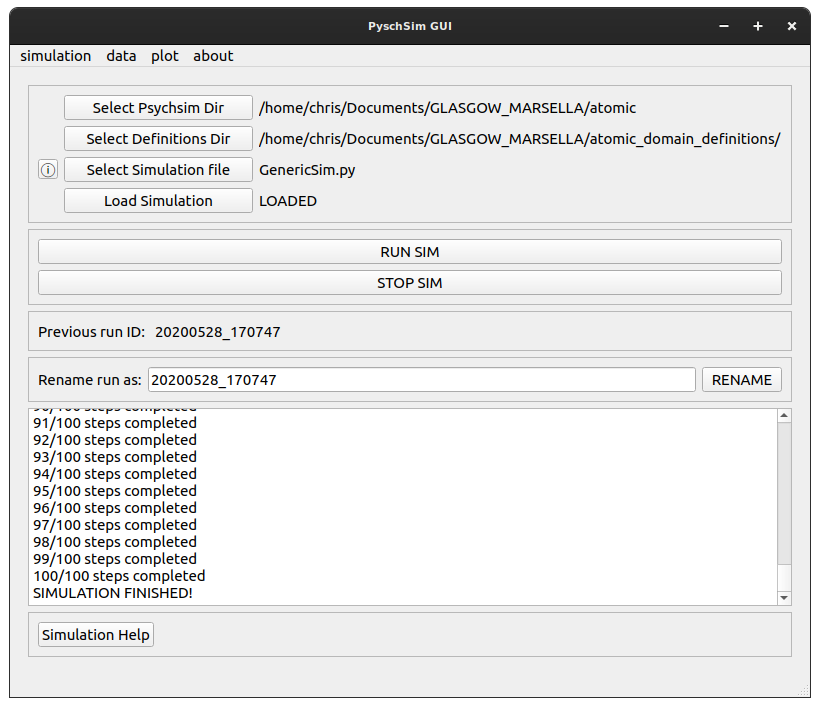 PyschSim GUI
simulation data plot about
Select Psychsim Dir /home/chris/Documents/GLASGOW_MARSELLA/atomic
Select Definitions Dir /home/chris/Documents/GLASGOW_MARSELLA/atomic_domain_definitions/
Select Simulation file GenericSim.py
Load Simulation LOADED
RUN SIM
STOP SIM
Previous run ID: 20200528_170747
Rename run as: 20200528_170747 RENAME
90/100 steps completed
91/100 steps completed
92/100 steps completed
93/100 steps completed
94/100 steps completed
95/100 steps completed
96/100 steps completed
97/100 steps completed
98/100 steps completed
99/100 steps completed
100/100 steps completed
SIMULATION FINISHED!
Simulation Help